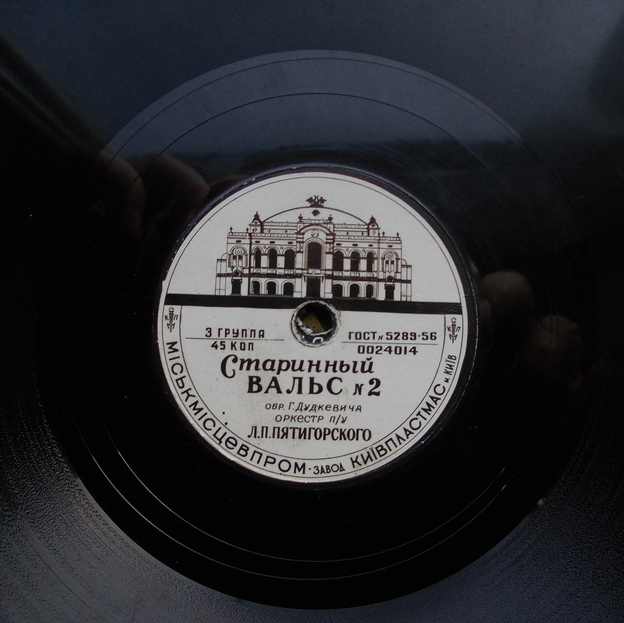 3 ГРУППА
45 КОП
ГОСТ № 5289-56
0024014
Старинный
ВАЛЬС №2
ОБР. Г.ДУДКЕВИЧА
ОРКЕСТР П/У
Л.П.ПЯТИГОРСКОГО
МІСЬКМІСЦЕВПРОМ · ЗАВОД КИЇВПЛАСТМАС м. КИЇВ